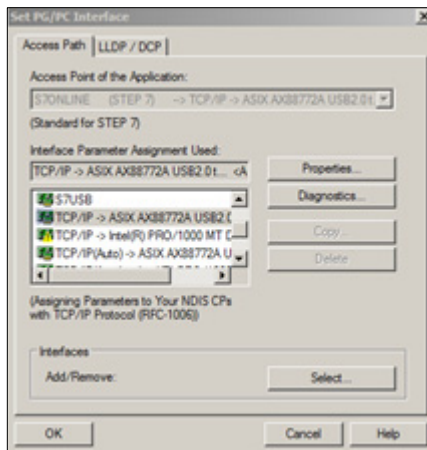 Set PG/PC Interface
Access Path LLDP / DCP
Access Point of the Application:
S7ONLINE (STEP 7) -> TCP/IP -> ASIX AX88772A USB2.0 t...
(Standard for STEP 7)
Interface Parameter Assignment Used:
TCP/IP -> ASIX AX88772A USB2.0 t... <A
Properties...
S7USB
Diagnostics...
TCP/IP -> ASIX AX88772A USB2.0
TCP/IP -> Intel(R) PRO/1000 MT D
Copy...
TCP/IP(Auto) -> ASIX AX88772A U
Delete
(Assigning Parameters to Your NDIS CPs
with TCP/IP Protocol (RFC-1006))
Interfaces
Add/Remove:
Select...
OK
Cancel
Help